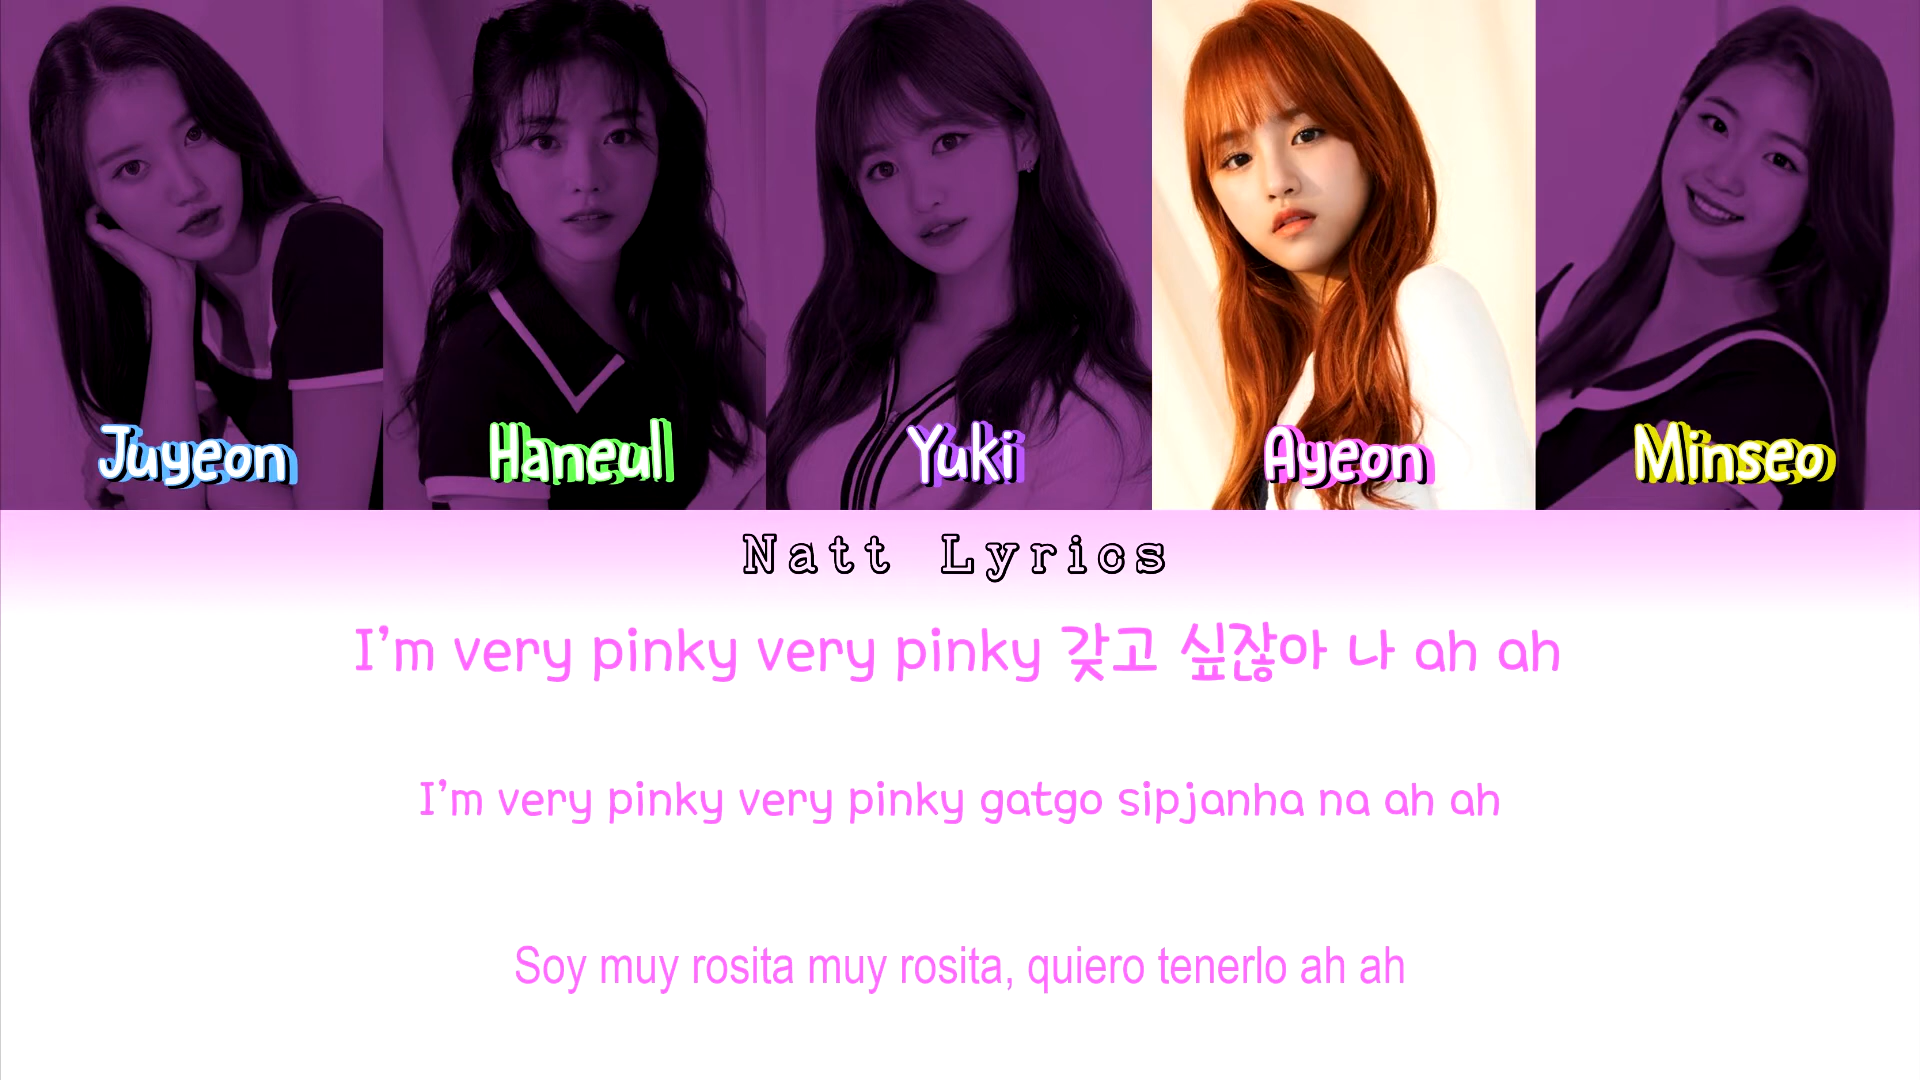 Juyeon
Haneul
Yuki
Ayeon
Minseo
Natt Lyrics
I'm very pinky very pinky 갖고 싶잖아 나 ah ah
I'm very pinky very pinky gatgo sipjanha na ah ah
Soy muy rosita muy rosita, quiero tenerlo ah ah